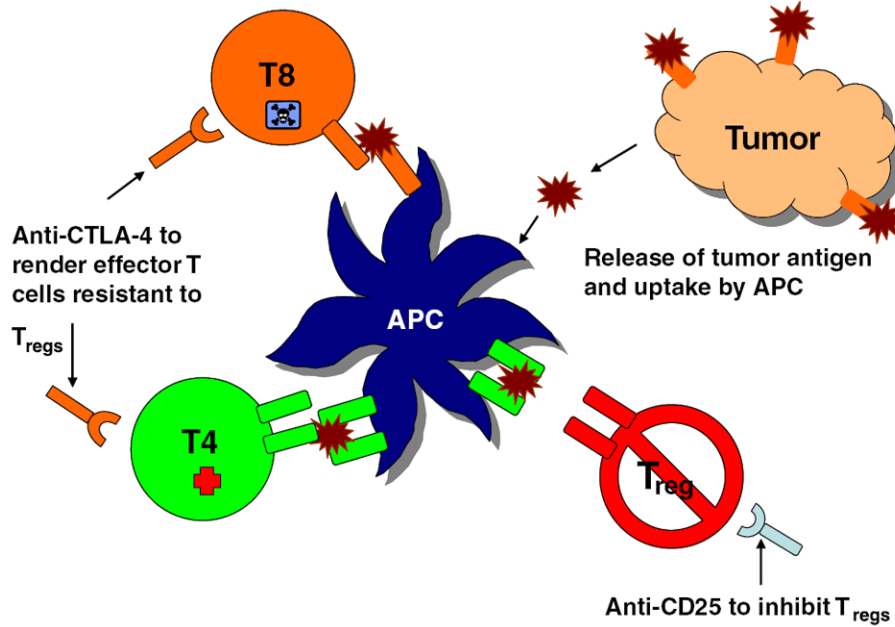 T8
Tumor
Anti-CTLA-4 to
render effector T
cells resistant to
Tregs
Release of tumor antigen
and uptake by APC
APC
T4
Treg
Anti-CD25 to inhibit Tregs